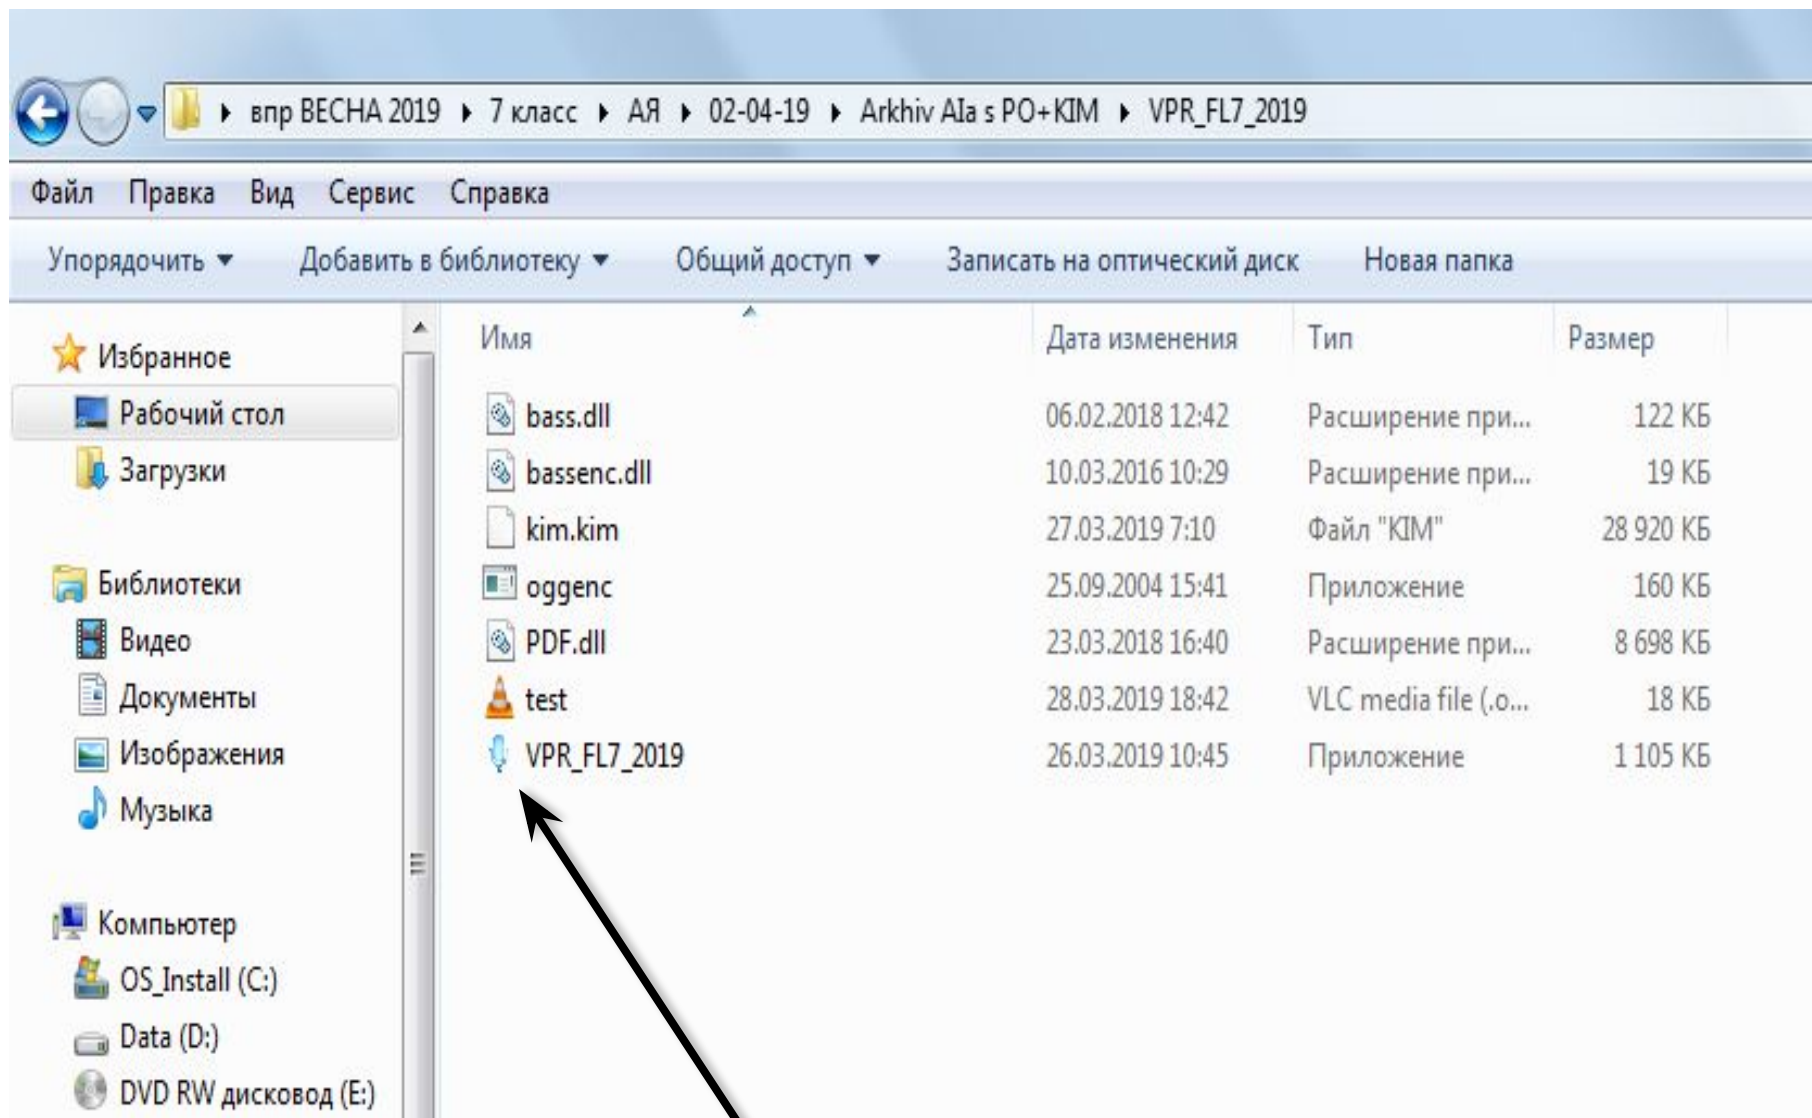 впр ВЕСНА 2019 ▸ 7 класс ▸ АЯ ▸ 02-04-19 ▸ Arkhiv AIa s PO+KIM ▸ VPR_FL7_2019
Файл Правка Вид Сервис Справка
Упорядочить Добавить в библиотеку Общий доступ Записать на оптический диск Новая папка
Имя Дата изменения Тип Размер
Избранное
Рабочий стол
Загрузки
Библиотеки
Видео
Документы
Изображения
Музыка
Компьютер
OS_Install (C:)
Data (D:)
DVD RW дисковод (E:)
bass.dll 06.02.2018 12:42 Расширение при... 122 КБ
bassenc.dll 10.03.2016 10:29 Расширение при... 19 КБ
kim.kim 27.03.2019 7:10 Файл "KIM" 28 920 КБ
oggenc 25.09.2004 15:41 Приложение 160 КБ
PDF.dll 23.03.2018 16:40 Расширение при... 8 698 КБ
test 28.03.2019 18:42 VLC media file (.o... 18 КБ
VPR_FL7_2019 26.03.2019 10:45 Приложение 1 105 КБ